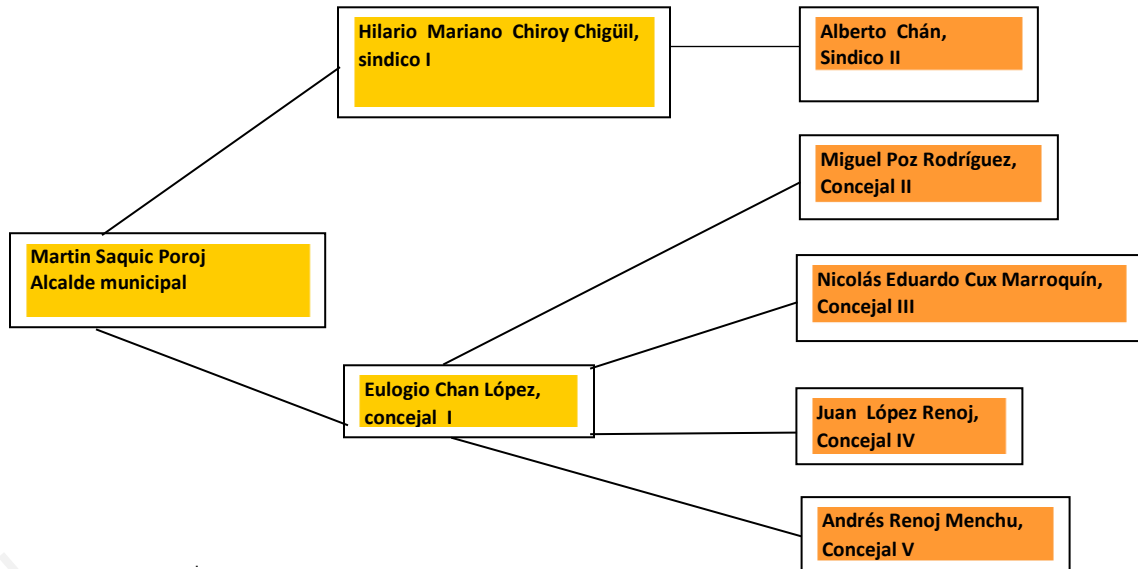 Hilario Mariano Chiroy Chigüil,
sindico I
Alberto Chán,
Sindico II
Miguel Poz Rodríguez,
Concejal II
Martin Saquic Poroj
Alcalde municipal
Nicolás Eduardo Cux Marroquín,
Concejal III
Eulogio Chan López,
concejal I
Juan López Renoj,
Concejal IV
Andrés Renoj Menchu,
Concejal V